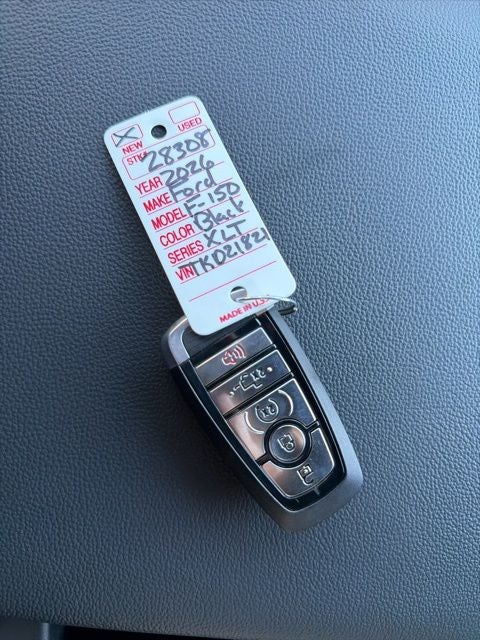 NEW USED
STK# 28308
YEAR 2026
MAKE Ford
MODEL F-150
COLOR Black
SERIES XLT
VIN TKD21821
MADE IN U.S.